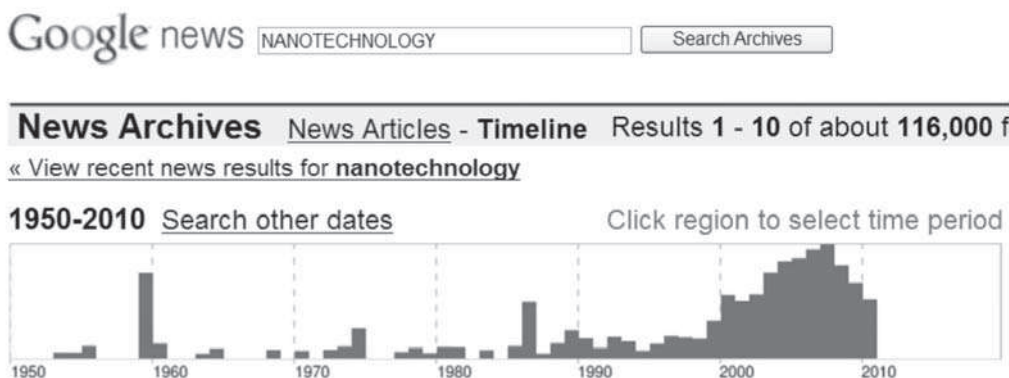 Google news NANOTECHNOLOGY Search Archives
News Archives News Articles - Timeline Results 1 - 10 of about 116,000 f
« View recent news results for nanotechnology
1950-2010 Search other dates Click region to select time period
1950 1960 1970 1980 1990 2000 2010